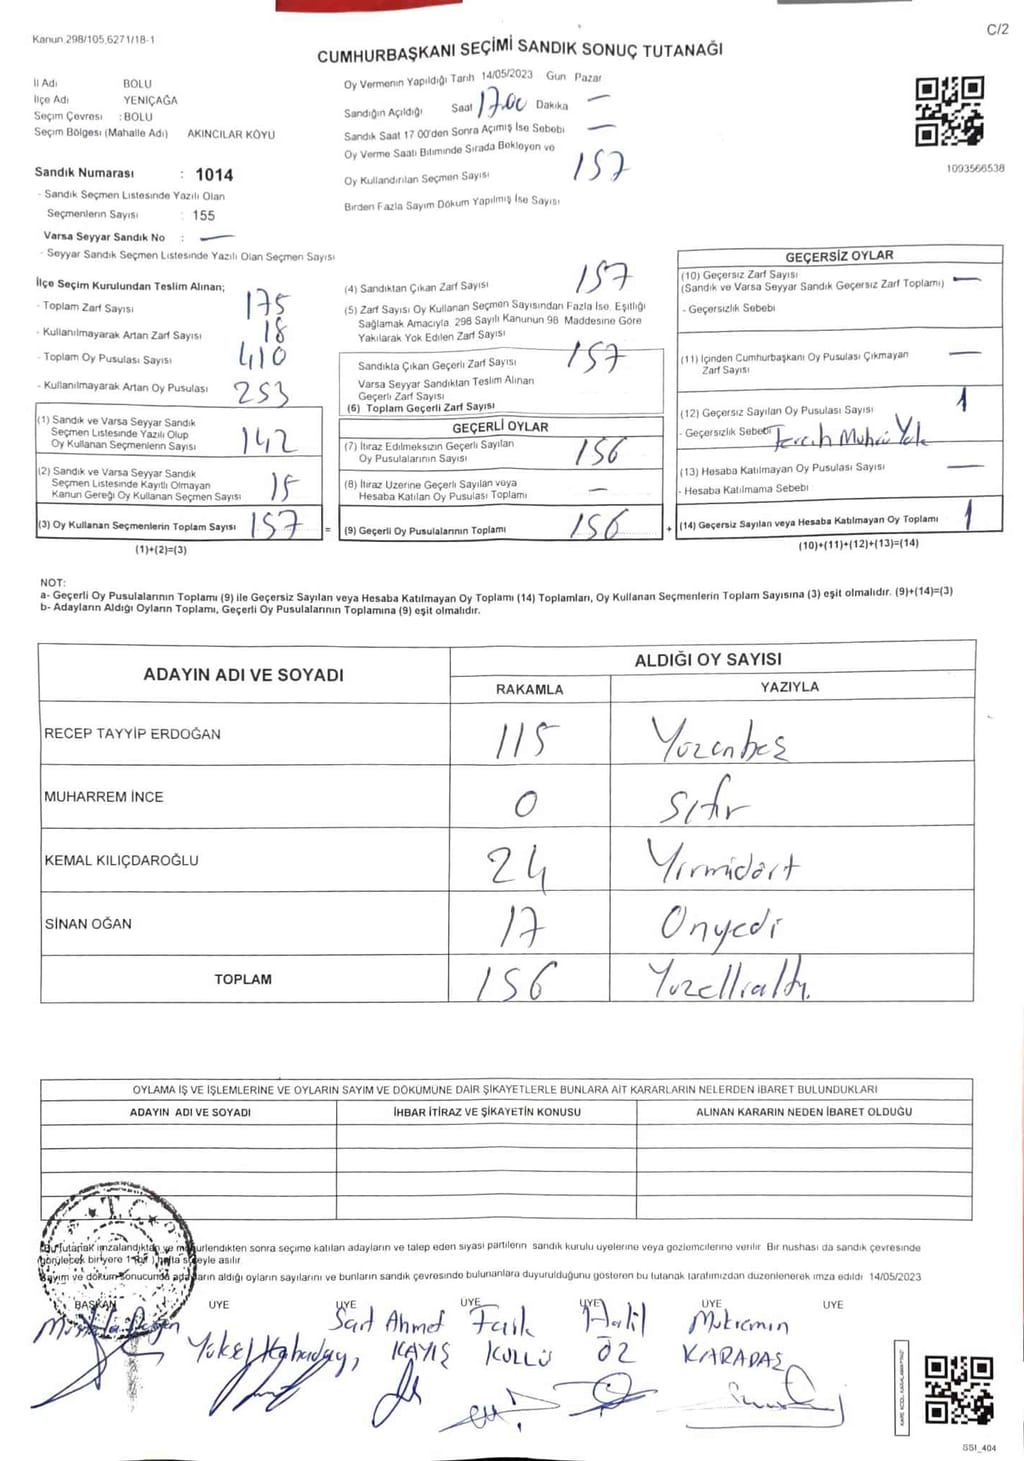 Kanun 298/105,6271/18-1
C/2
CUMHURBAŞKANI SEÇİMİ SANDIK SONUÇ TUTANAĞI
İl Adı BOLU
İlçe Adı YENİÇAĞA
Seçim Çevresi : BOLU
Seçim Bölgesi (Mahalle Adı) AKINCILAR KÖYÜ
Sandık Numarası : 1014
- Sandık Seçmen Listesinde Yazılı Olan
Seçmenlerin Sayısı : 155
Varsa Seyyar Sandık No : —
- Seyyar Sandık Seçmen Listesinde Yazılı Olan Seçmen Sayısı
Oy Vermenin Yapıldığı Tarih 14/05/2023 Gün Pazar
Sandığın Açıldığı Saat 17.00 Dakika —
Sandık Saat 17 00'den Sonra Açımış İse Sebebi —
Oy Verme Saati Bitiminde Sırada Bekleyen ve
Oy Kullandırılan Seçmen Sayısı 157
Birden Fazla Sayım Döküm Yapılmış İse Sayısı
1093566538
İlçe Seçim Kurulundan Teslim Alınan;
- Toplam Zarf Sayısı 175
- Kullanılmayarak Artan Zarf Sayısı 18
- Toplam Oy Pusulası Sayısı 410
- Kullanılmayarak Artan Oy Pusulası 253
(1) Sandık ve Varsa Seyyar Sandık
Seçmen Listesinde Yazılı Olup
Oy Kullanan Seçmenlerin Sayısı 142
(2) Sandık ve Varsa Seyyar Sandık
Seçmen Listesinde Kayıtlı Olmayan
Kanun Gereği Oy Kullanan Seçmen Sayısı 15
(3) Oy Kullanan Seçmenlerin Toplam Sayısı 157 =
(1)+(2)=(3)
(4) Sandıktan Çıkan Zarf Sayısı 157
(5) Zarf Sayısı Oy Kullanan Seçmen Sayısından Fazla İse, Eşitliği
Sağlamak Amacıyla, 298 Sayılı Kanunun 98 Maddesine Göre
Yakılarak Yok Edilen Zarf Sayısı
Sandıkta Çıkan Geçerli Zarf Sayısı 157
Varsa Seyyar Sandıktan Teslim Alınan
Geçerli Zarf Sayısı
(6) Toplam Geçerli Zarf Sayısı
GEÇERLİ OYLAR
(7) İtiraz Edilmeksizin Geçerli Sayılan
Oy Pusulalarının Sayısı 156
(8) İtiraz Üzerine Geçerli Sayılan veya
Hesaba Katılan Oy Pusulası Toplamı —
(9) Geçerli Oy Pusulalarının Toplamı 156 +
GEÇERSİZ OYLAR
(10) Geçersiz Zarf Sayısı
(Sandık ve Varsa Seyyar Sandık Geçersiz Zarf Toplamı) —
- Geçersizlik Sebebi
(11) İçinden Cumhurbaşkanı Oy Pusulası Çıkmayan
Zarf Sayısı —
(12) Geçersiz Sayılan Oy Pusulası Sayısı 1
- Geçersizlik Sebebi Tercih Mührü Yok
(13) Hesaba Katılmayan Oy Pusulası Sayısı —
- Hesaba Katılmama Sebebi
(14) Geçersiz Sayılan veya Hesaba Katılmayan Oy Toplamı 1
(10)+(11)+(12)+(13)=(14)
NOT:
a- Geçerli Oy Pusulalarının Toplamı (9) ile Geçersiz Sayılan veya Hesaba Katılmayan Oy Toplamı (14) Toplamları, Oy Kullanan Seçmenlerin Toplam Sayısına (3) eşit olmalıdır. (9)+(14)=(3)
b- Adayların Aldığı Oyların Toplamı, Geçerli Oy Pusulalarının Toplamına (9) eşit olmalıdır.
ADAYIN ADI VE SOYADI ALDIĞI OY SAYISI
RAKAMLA YAZIYLA
RECEP TAYYİP ERDOĞAN 115 Yüzonbeş
MUHARREM İNCE 0 Sıfır
KEMAL KILIÇDAROĞLU 24 Yirmidört
SİNAN OĞAN 17 Onyedi
TOPLAM 156 Yüzellialtı.
OYLAMA İŞ VE İŞLEMLERİNE VE OYLARIN SAYIM VE DÖKÜMÜNE DAİR ŞİKAYETLERLE BUNLARA AİT KARARLARIN NELERDEN İBARET BULUNDUKLARI
ADAYIN ADI VE SOYADI İHBAR İTİRAZ VE ŞİKAYETİN KONUSU ALINAN KARARIN NEDEN İBARET OLDUĞU
T.C.
Bu tutanak imzalandıktan ve mühürlendikten sonra seçime katılan adayların ve talep eden siyasi partilerin sandık kurulu üyelerine veya gözlemcilerine verilir. Bir nüshası da sandık çevresinde
görülecek bir yere 1 (Bir) hafta süreyle asılır.
Sayım ve döküm sonucunda adayların aldığı oyların sayılarını ve bunların sandık çevresinde bulunanlara duyurulduğunu gösteren bu tutanak tarafımızdan düzenlenerek imza edildi 14/05/2023
BAŞKAN ÜYE ÜYE ÜYE ÜYE ÜYE ÜYE
Sait Ahmet Faik Halil Mükremin
KAYIŞ KULLÜ ÖZ KARADAŞ
SSI_404